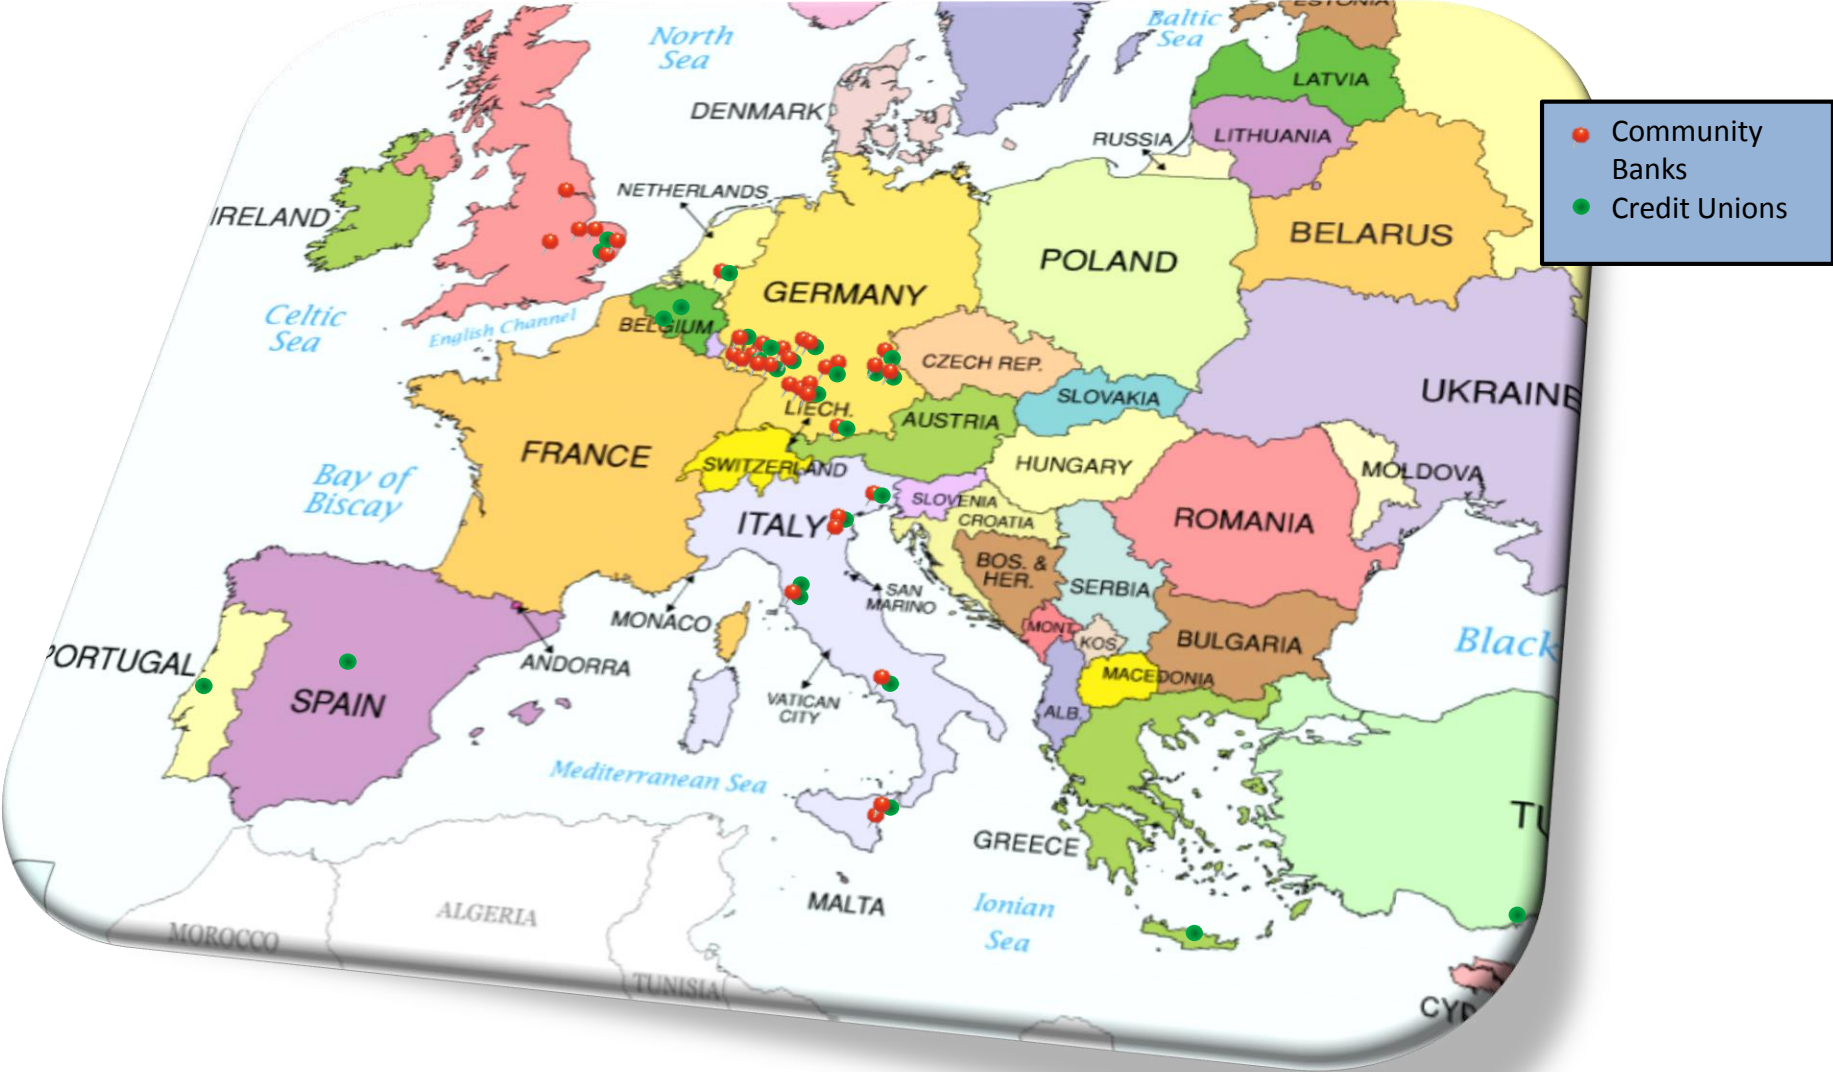 ESTONIA
Baltic
Sea
North
Sea
LATVIA
DENMARK
LITHUANIA
RUSSIA
Community
Banks
Credit Unions
NETHERLANDS
IRELAND
BELARUS
POLAND
GERMANY
Celtic
Sea
English Channel
BELGIUM
CZECH REP.
UKRAINE
SLOVAKIA
LIECH.
AUSTRIA
FRANCE
SWITZERLAND
HUNGARY
MOLDOVA
Bay of
Biscay
SLOVENIA
CROATIA
ITALY
ROMANIA
BOS. &
HER.
SERBIA
SAN
MARINO
MONACO
MONT.
KOS.
BULGARIA
Black
PORTUGAL
ANDORRA
MACEDONIA
SPAIN
VATICAN
CITY
ALB.
Mediterranean Sea
TU
GREECE
MALTA
Ionian
Sea
ALGERIA
MOROCCO
TUNISIA
CYP